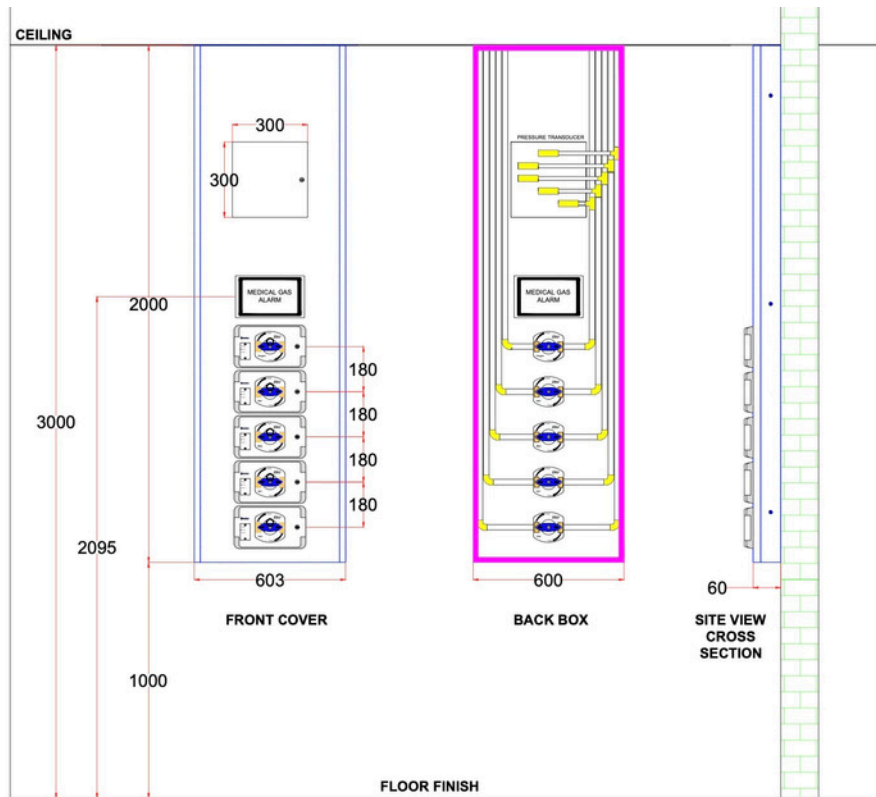 CEILING
300
PRESSURE TRANSDUCER
300
MEDICAL GAS
ALARM
MEDICAL GAS
ALARM
2000
180
180
3000
180
180
2095
603
600
60
FRONT COVER
BACK BOX
SITE VIEW
CROSS
SECTION
1000
FLOOR FINISH